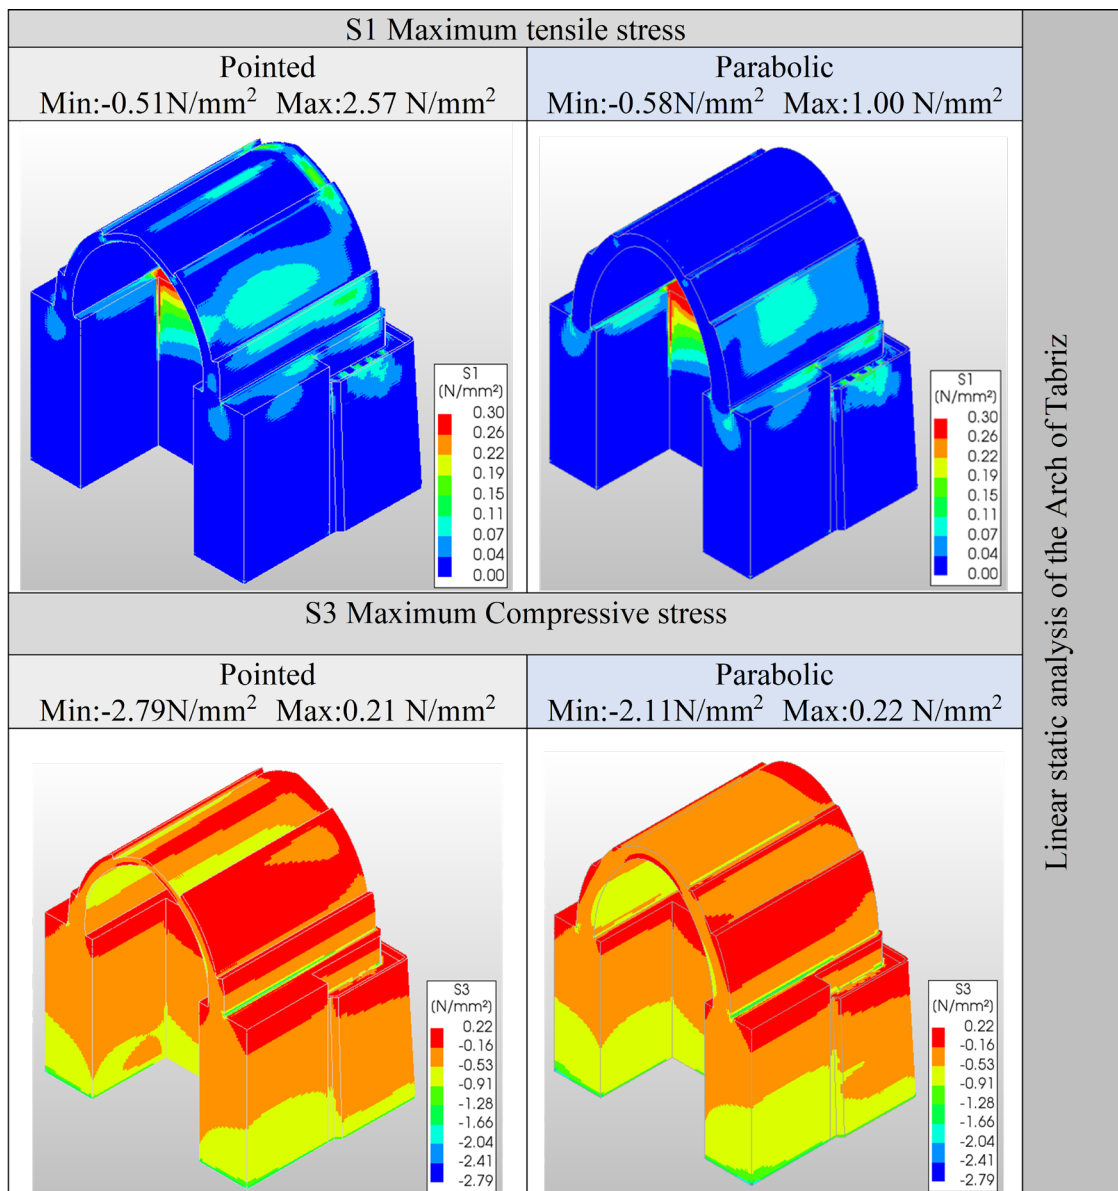 S1 Maximum tensile stress
Pointed
Min:-0.51N/mm² Max:2.57 N/mm²
Parabolic
Min:-0.58N/mm² Max:1.00 N/mm²
S1
(N/mm²)
0.30
0.26
0.22
0.19
0.15
0.11
0.07
0.04
0.00
S1
(N/mm²)
0.30
0.26
0.22
0.19
0.15
0.11
0.07
0.04
0.00
S3 Maximum Compressive stress
Pointed
Min:-2.79N/mm² Max:0.21 N/mm²
Parabolic
Min:-2.11N/mm² Max:0.22 N/mm²
S3
(N/mm²)
0.22
-0.16
-0.53
-0.91
-1.28
-1.66
-2.04
-2.41
-2.79
S3
(N/mm²)
0.22
-0.16
-0.53
-0.91
-1.28
-1.66
-2.04
-2.41
-2.79
Linear static analysis of the Arch of Tabriz